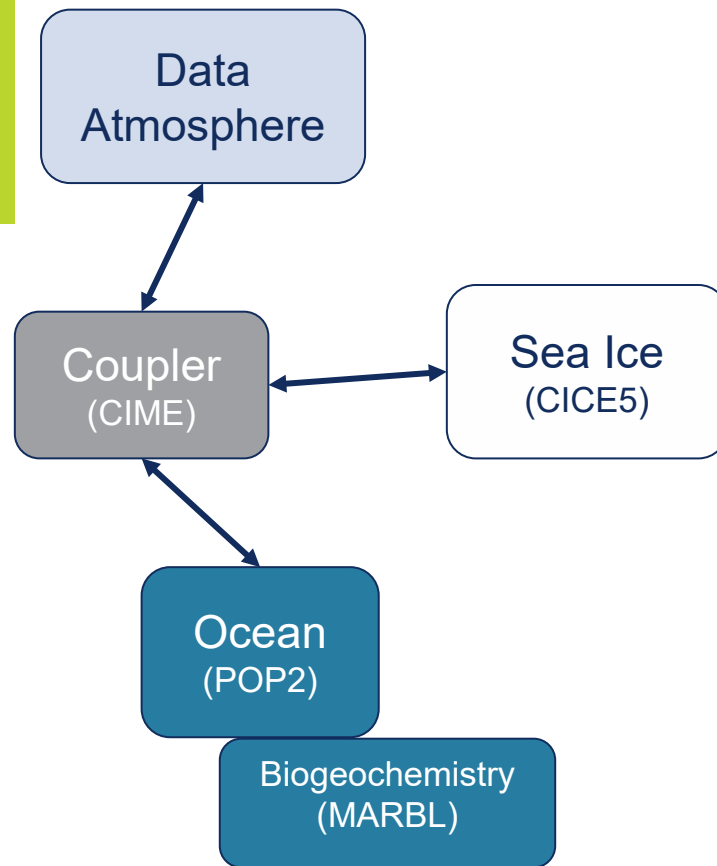 Data
Atmosphere
Coupler
(CIME)
Sea Ice
(CICE5)
Ocean
(POP2)
Biogeochemistry
(MARBL)